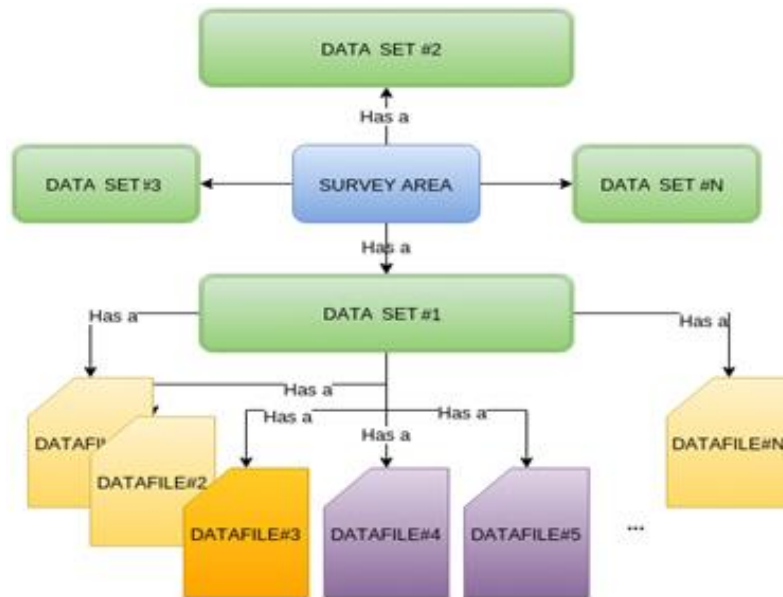 DATA SET #2
Has a
DATA SET #3
SURVEY AREA
DATA SET #N
Has a
DATA SET #1
Has a
Has a
Has a
Has a
Has a
Has a
DATAFIL
DATAFILE#N
DATAFILE#2
DATAFILE#3
DATAFILE#4
DATAFILE#5
...